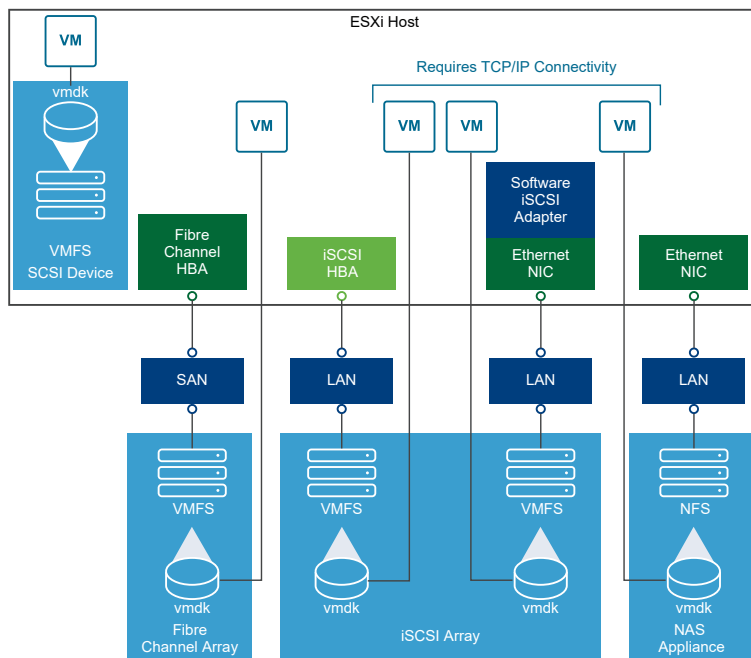 ESXi Host
VM
vmdk
VMFS
SCSI Device
Requires TCP/IP Connectivity
VM
VM
VM
VM
Fibre
Channel
HBA
iSCSI
HBA
Software
iSCSI
Adapter
Ethernet
NIC
Ethernet
NIC
SAN
LAN
LAN
LAN
VMFS
VMFS
VMFS
NFS
vmdk
vmdk
vmdk
vmdk
Fibre
Channel Array
iSCSI Array
NAS
Appliance